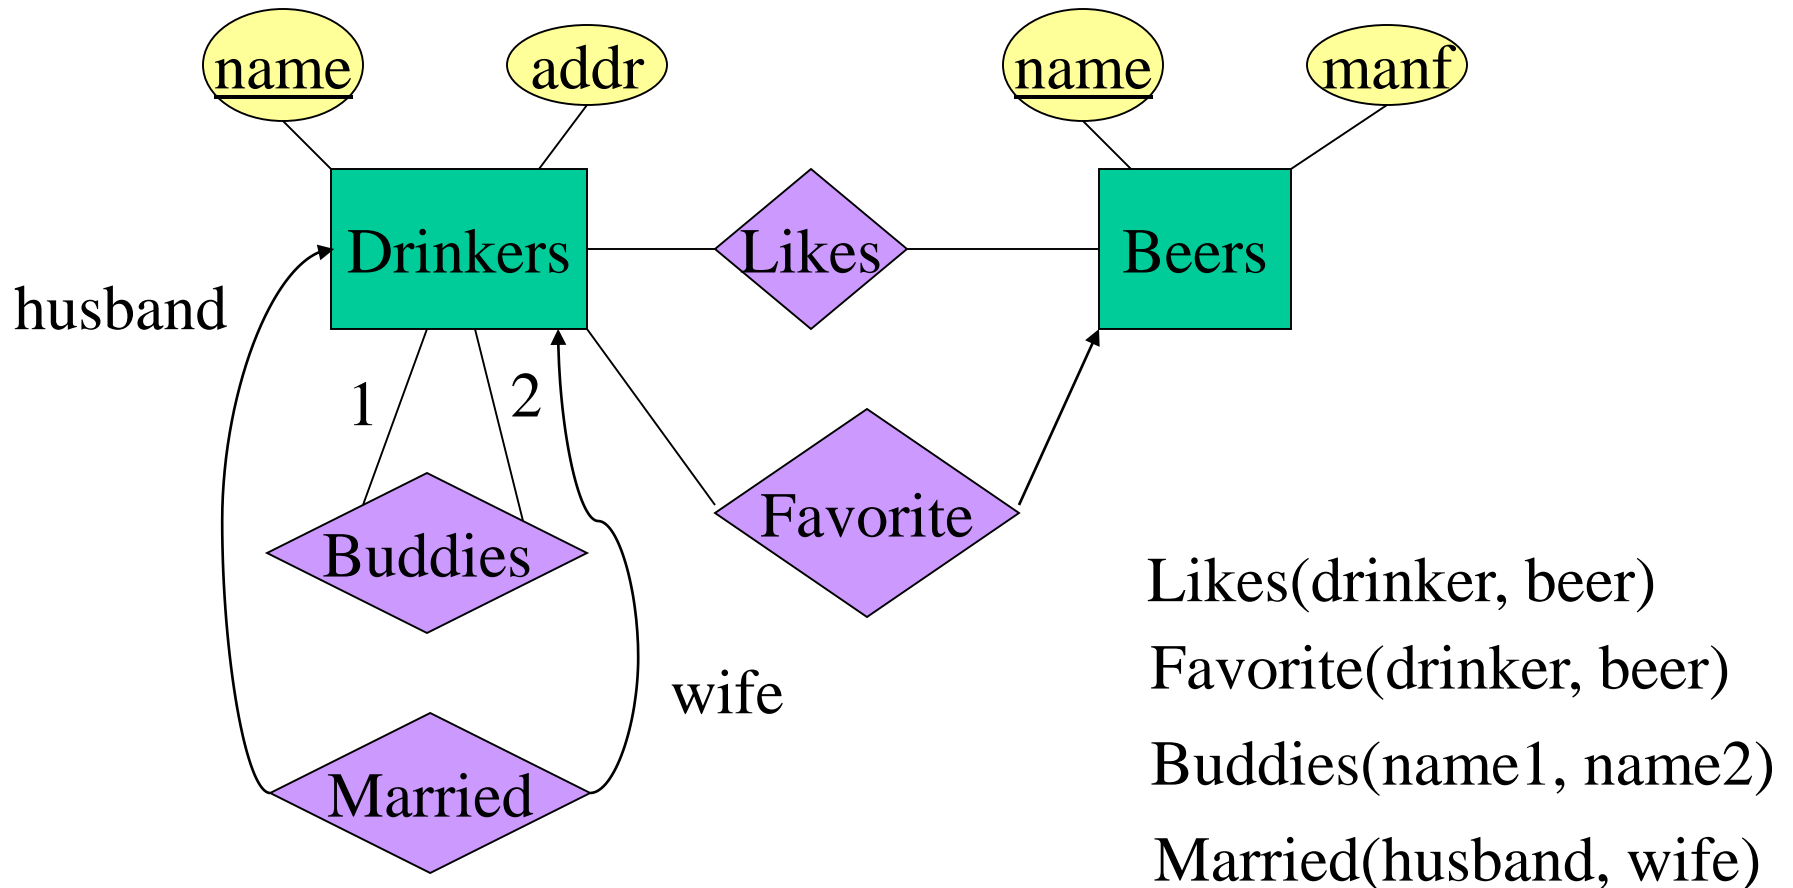 name
addr
name
manf
Drinkers
Likes
Beers
husband
1
2
Buddies
Favorite
Likes(drinker, beer)
Favorite(drinker, beer)
wife
Buddies(name1, name2)
Married
Married(husband, wife)